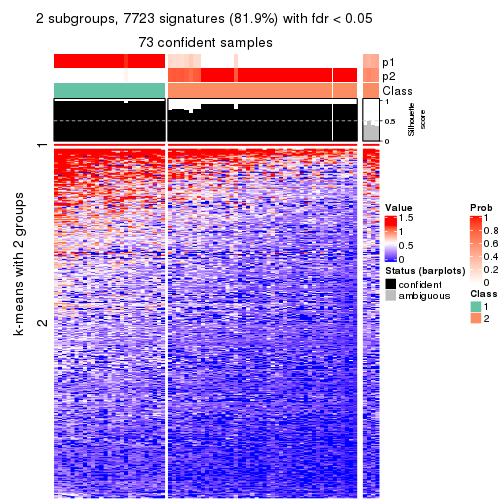 2 subgroups, 7723 signatures (81.9%) with fdr < 0.05
73 confident samples
p1
p2
Class
1
0.5
0
Silhouette
score
k-means with 2 groups
1
2
Value
1.5
1
0.5
0
Status (barplots)
confident
ambiguous
Prob
1
0.8
0.6
0.4
0.2
0
Class
1
2